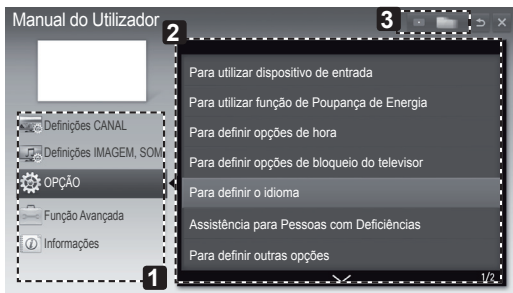 Manual do Utilizador
3
2
Definições CANAL
Definições IMAGEM, SOM
OPÇÃO
Função Avançada
Informações
1
Para utilizar dispositivo de entrada
Para utilizar função de Poupança de Energia
Para definir opções de hora
Para definir opções de bloqueio do televisor
Para definir o idioma
Assistência para Pessoas com Deficiências
Para definir outras opções
1/2